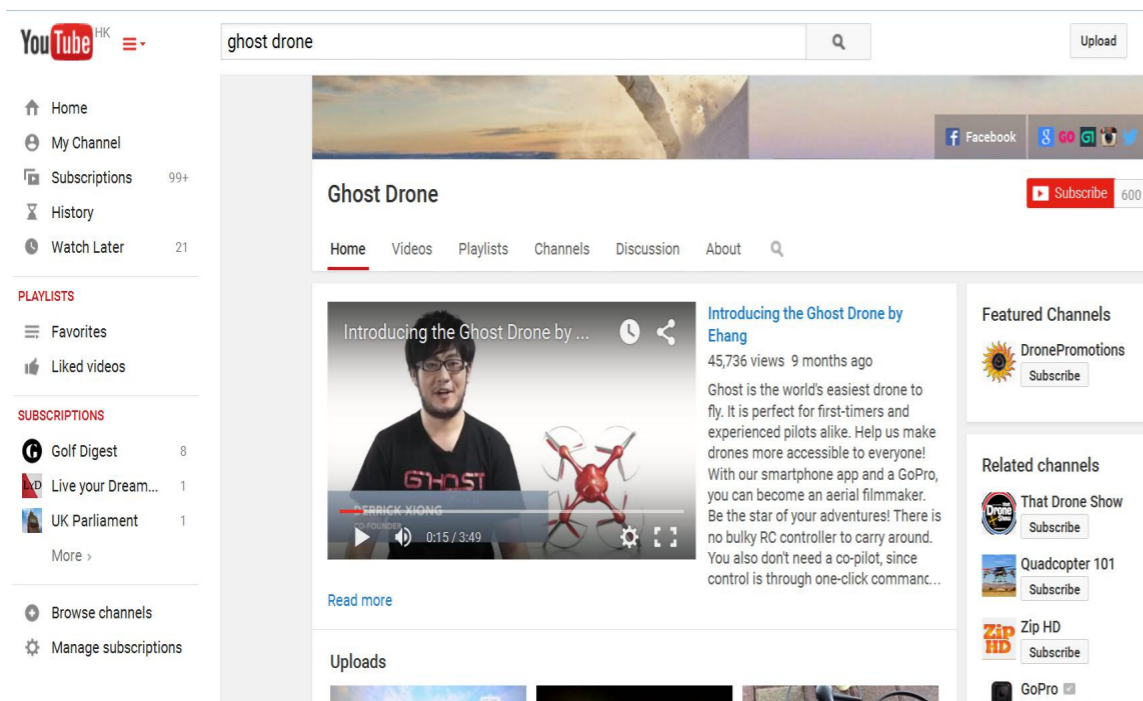 YouTube HK
ghost drone
Upload
Home
My Channel
Subscriptions 99+
History
Watch Later 21
PLAYLISTS
Favorites
Liked videos
SUBSCRIPTIONS
Golf Digest 8
Live your Dream... 1
UK Parliament 1
More ›
Browse channels
Manage subscriptions
Facebook
GO
Ghost Drone
Subscribe 600
Home Videos Playlists Channels Discussion About
Introducing the Ghost Drone by ...
GHOST
DERRICK XIONG
CO-FOUNDER
0:15 / 3:49
Introducing the Ghost Drone by
Ehang
45,736 views 9 months ago
Ghost is the world's easiest drone to
fly. It is perfect for first-timers and
experienced pilots alike. Help us make
drones more accessible to everyone!
With our smartphone app and a GoPro,
you can become an aerial filmmaker.
Be the star of your adventures! There is
no bulky RC controller to carry around.
You also don't need a co-pilot, since
control is through one-click commanc...
Read more
Uploads
Featured Channels
DronePromotions
Subscribe
Related channels
That Drone Show
Subscribe
Quadcopter 101
Subscribe
Zip HD
Zip HD
Subscribe
GoPro